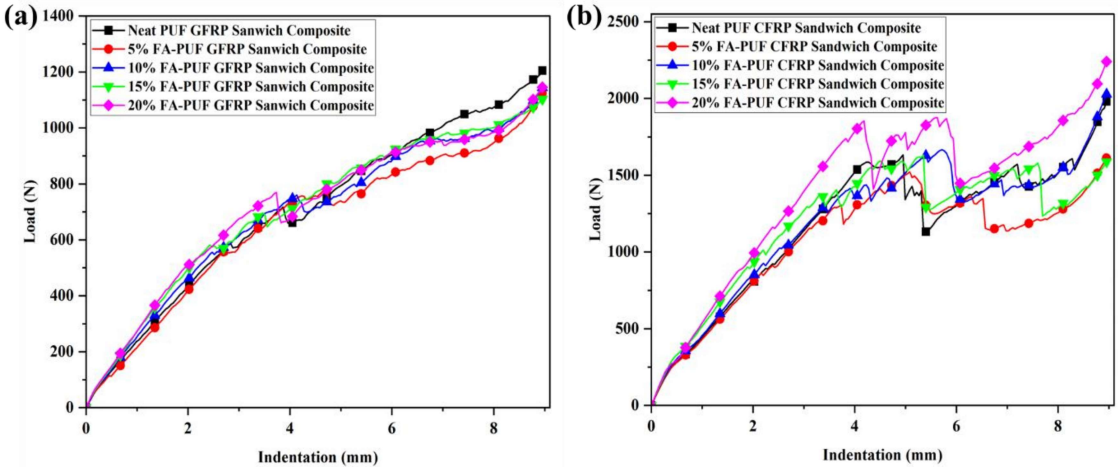 (a)
1400
1200
1000
800
600
400
200
0
Load (N)
Neat PUF GFRP Sanwich Composite
5% FA-PUF GFRP Sanwich Composite
10% FA-PUF GFRP Sanwich Composite
15% FA-PUF GFRP Sanwich Composite
20% FA-PUF GFRP Sanwich Composite
0 2 4 6 8
Indentation (mm)
(b)
2500
2000
1500
1000
500
0
Load (N)
Neat PUF CFRP Sandwich Composite
5% FA-PUF CFRP Sandwich Composite
10% FA-PUF CFRP Sandwich Composite
15% FA-PUF CFRP Sandwich Composite
20% FA-PUF CFRP Sandwich Composite
0 2 4 6 8
Indentation (mm)